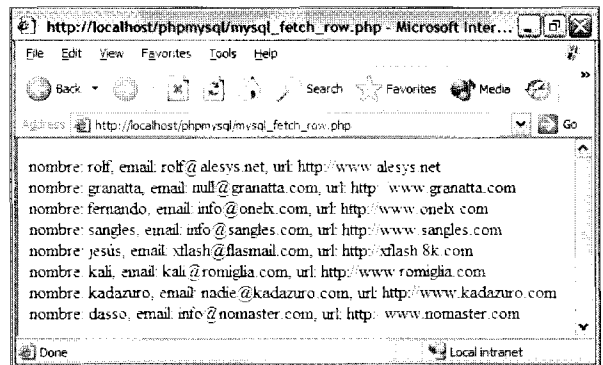 http://localhost/phpmysql/mysql_fetch_row.php - Microsoft Inter...
File Edit View Favorites Tools Help
Back Search Favorites Media
Address http://localhost/phpmysql/mysql_fetch_row.php Go
nombre: rolf, email: rolf@alesys.net, url: http://www.alesys.net
nombre: granatta, email: null@granatta.com, url: http://www.granatta.com
nombre: fernando, email: info@onelx.com, url: http://www.onelx.com
nombre: sangles, email: info@sangles.com, url: http://www.sangles.com
nombre: jesús, email: xflash@flasmail.com, url: http://xflash.8k.com
nombre: kali, email: kali@romiglia.com, url: http://www.romiglia.com
nombre: kadazuro, email: nadie@kadazuro.com, url: http://www.kadazuro.com
nombre: dasso, email: info@nomaster.com, url: http://www.nomaster.com
Done Local intranet